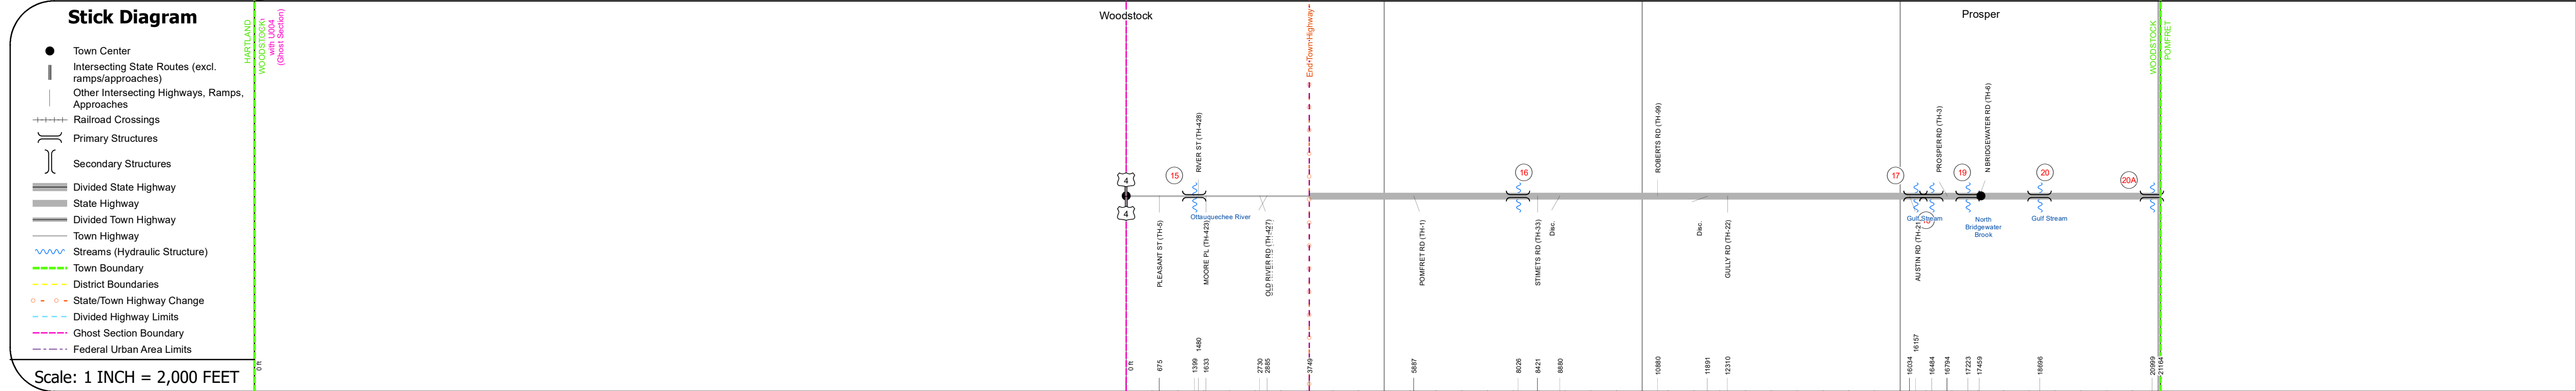 Stick Diagram
Town Center
Intersecting State Routes (excl.
ramps/approaches)
Other Intersecting Highways, Ramps,
Approaches
Railroad Crossings
Primary Structures
Secondary Structures
Divided State Highway
State Highway
Divided Town Highway
Town Highway
Streams (Hydraulic Structure)
Town Boundary
District Boundaries
State/Town Highway Change
Divided Highway Limits
Ghost Section Boundary
Federal Urban Area Limits
Scale: 1 INCH = 2,000 FEET
HARTLAND
WOODSTOCK
with U004
(Ghost Section)
Woodstock
End Town Highway
Prosper
WOODSTOCK
POMFRET
RIVER ST (TH-428)
ROBERTS RD (TH-99)
PROSPER RD (TH-3)
N BRIDGEWATER RD (TH-6)
4
4
15
16
17
19
20
20A
Ottauquechee River
Gulf Stream
North
Bridgewater
Brook
Gulf Stream
PLEASANT ST (TH-5)
MOORE PL (TH-423)
OLD RIVER RD (TH-427)
POMFRET RD (TH-1)
STIMETS RD (TH-33)
Disc.
Disc.
GULLY RD (TH-22)
AUSTIN RD (TH-21)
0 ft
0 ft
675
1399
1480
1633
2730
2885
3749
5887
8026
8421
8880
10880
11891
12310
16034
16157
16484
16794
17223
17459
18696
20999
21164